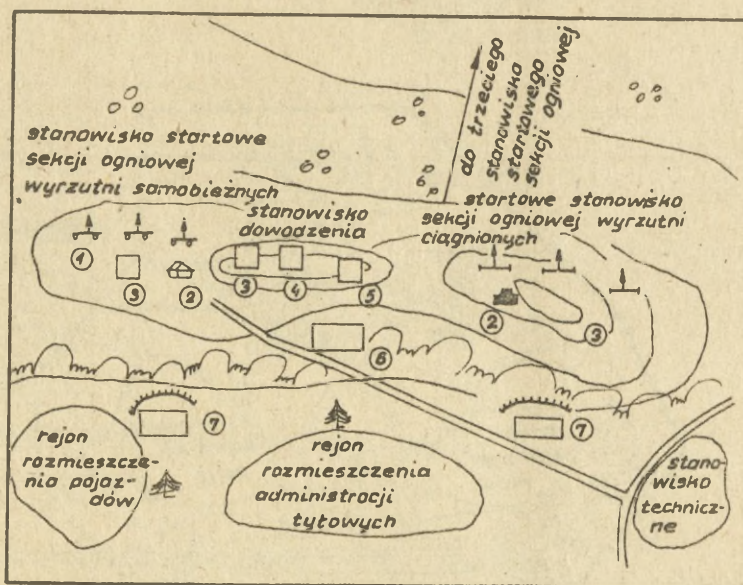 do trzeciego
stanowiska
startowego
sekcji ogniowej
stanowisko startowe
sekcji ogniowej
wyrzutni samobieżnych
stanowisko
dowodzenia
startowe stanowisko
sekcji ogniowej wyrzutni
ciągnionych
1
3
2
3
4
5
2
3
6
7
7
rejon
rozmieszcze-
nia pojaz-
dów
rejon
rozmieszczenia
administracji
tyłowych
stano-
wisko
technicz-
ne